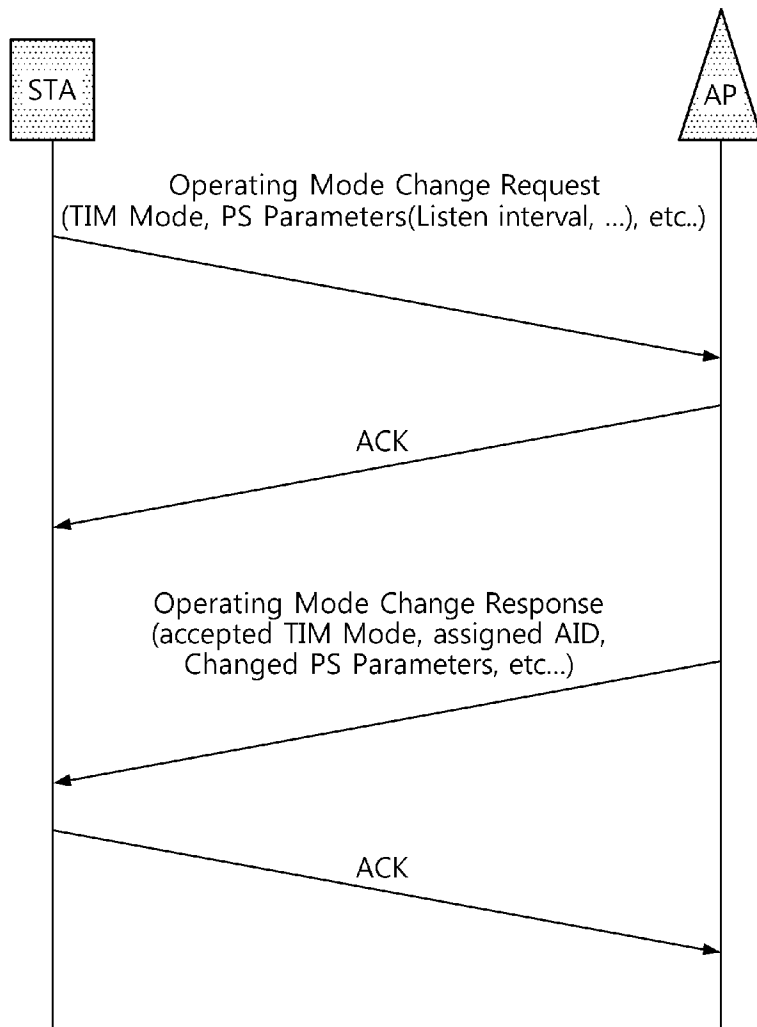 STA
AP
Operating Mode Change Request
(TIM Mode, PS Parameters(Listen interval, ...), etc..)
ACK
Operating Mode Change Response
(accepted TIM Mode, assigned AID,
Changed PS Parameters, etc...)
ACK